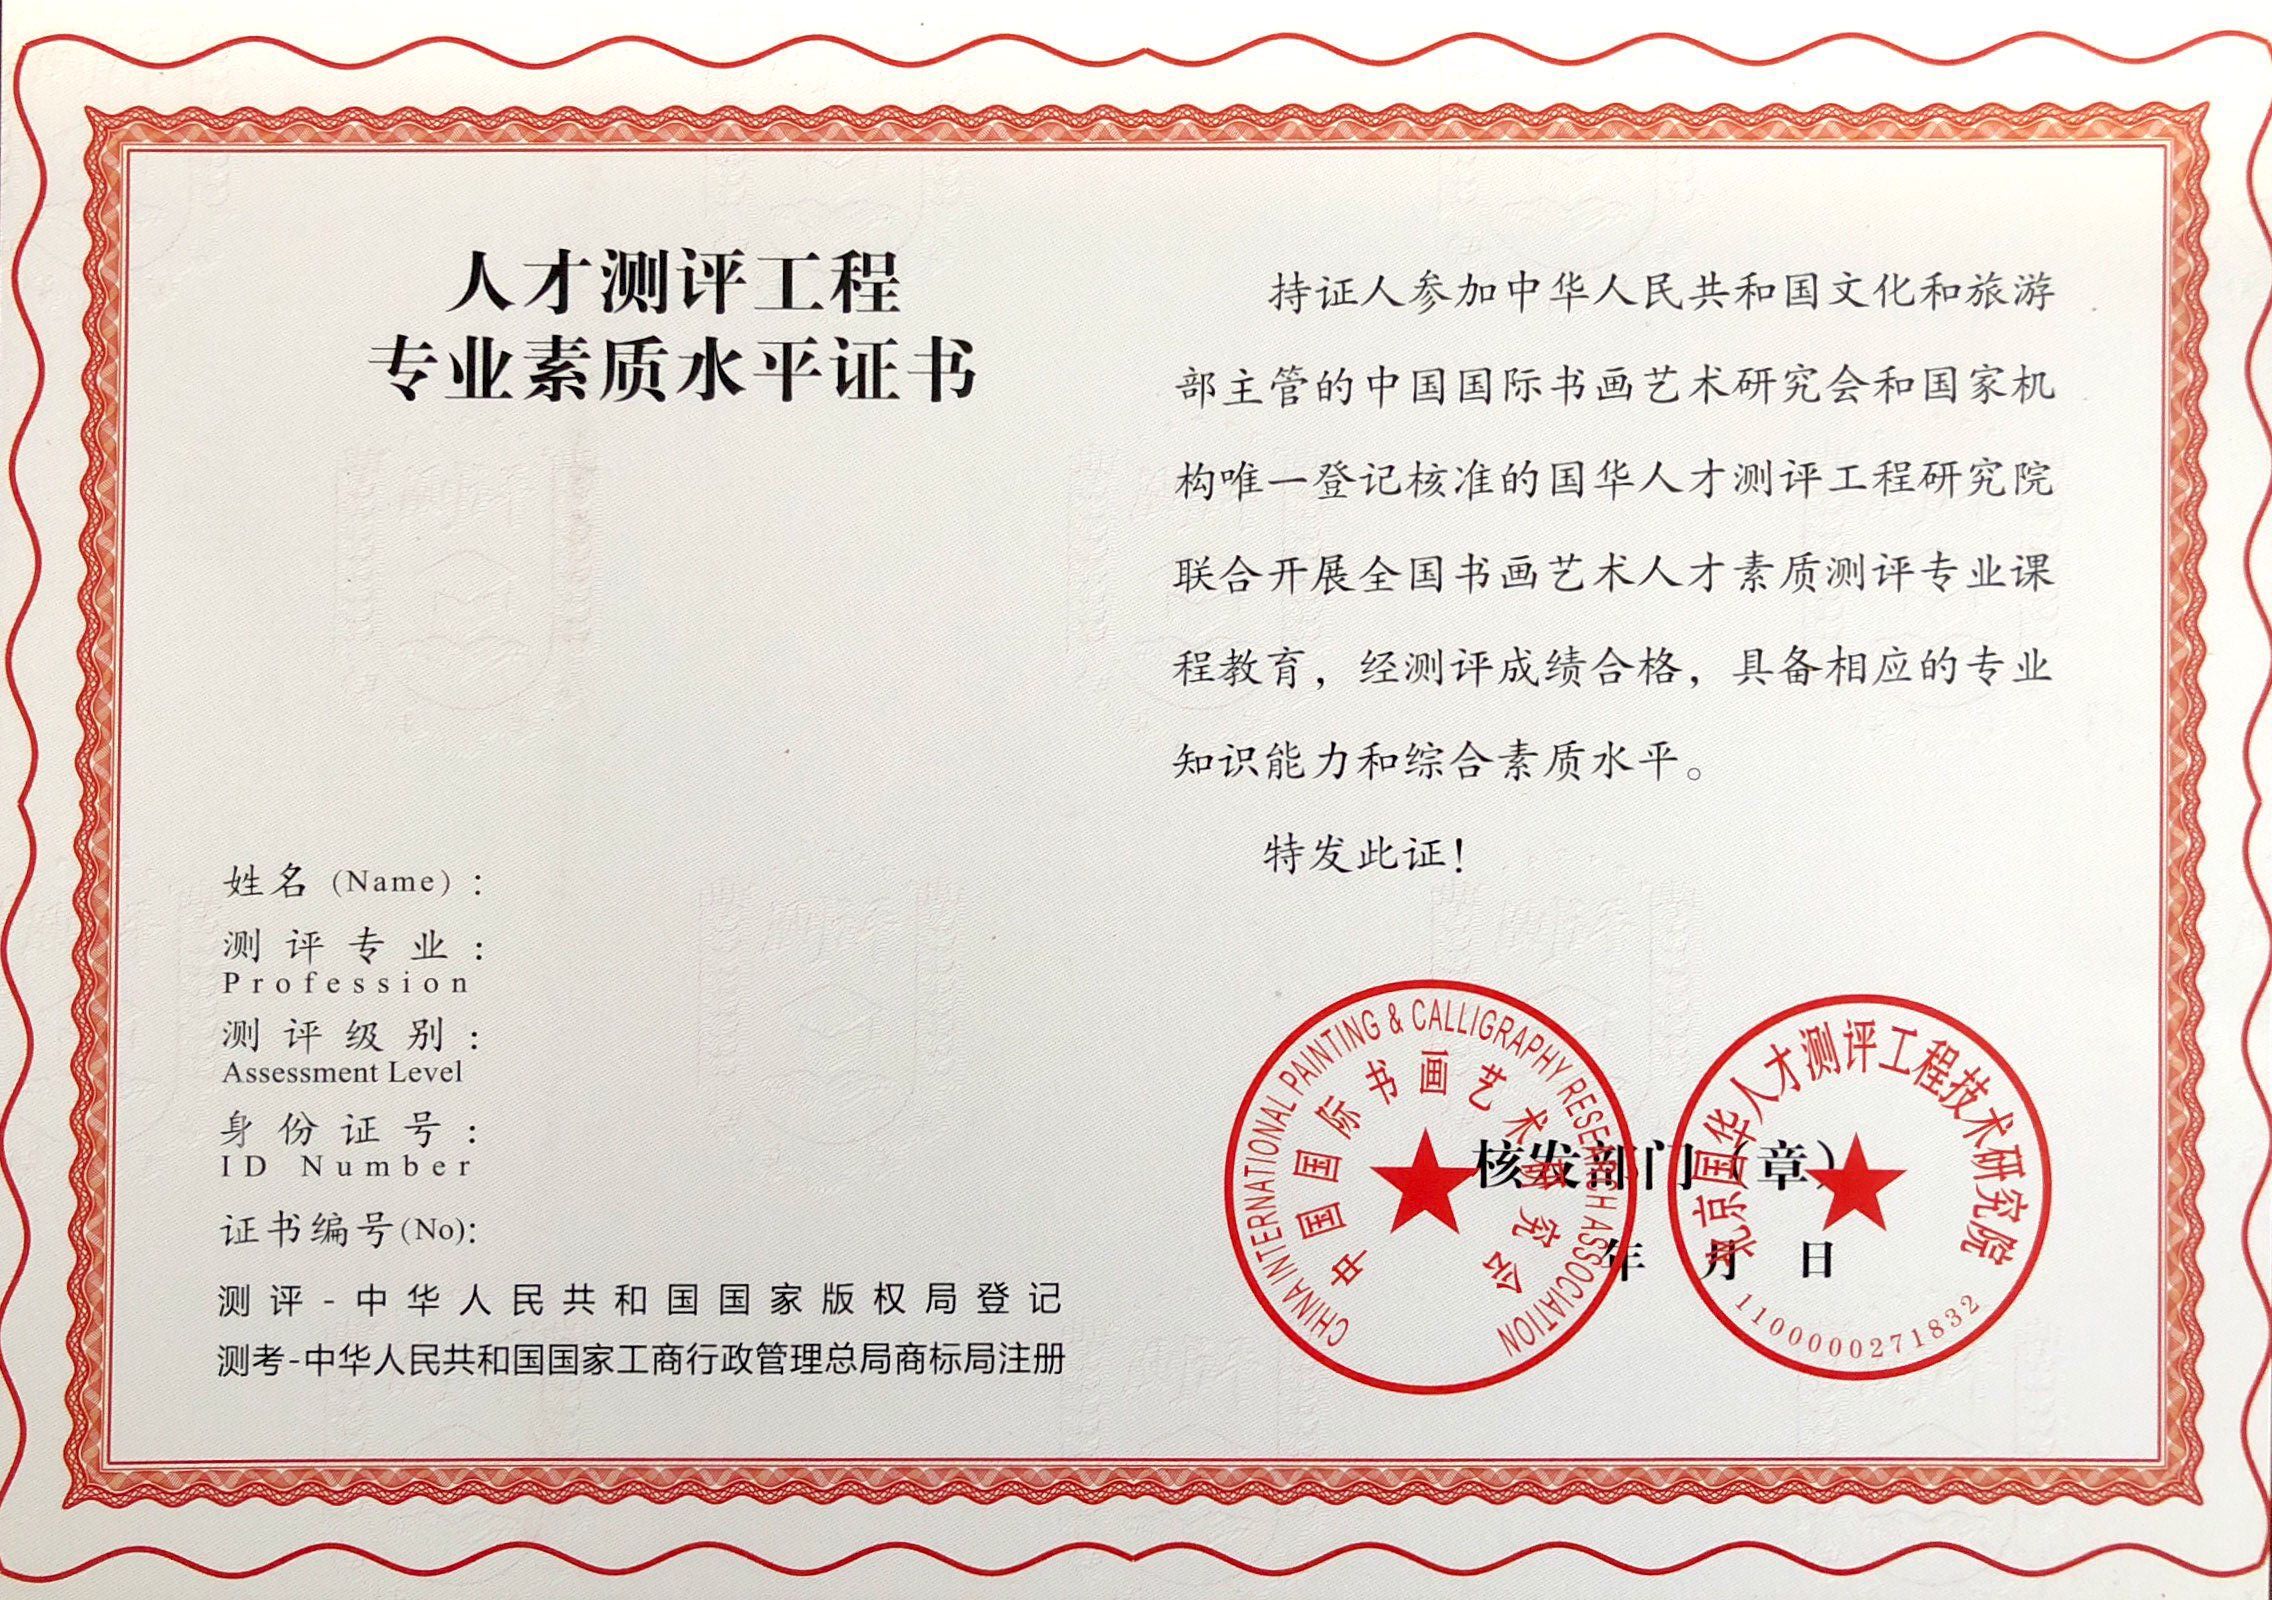 人才测评工程
专业素质水平证书
姓名 (Name) :
测评专业:
Profession
测评级别:
Assessment Level
身份证号:
ID Number
证书编号(No):
测评-中华人民共和国国家版权局登记
测考-中华人民共和国国家工商行政管理总局商标局注册
持证人参加中华人民共和国文化和旅游
部主管的中国国际书画艺术研究会和国家机
构唯一登记核准的国华人才测评工程研究院
联合开展全国书画艺术人才素质测评专业课
程教育，经测评成绩合格，具备相应的专业
知识能力和综合素质水平。
特发此证！
核发部门（章）
年 月 日
CHINA INTERNATIONAL PAINTING & CALLIGRAPHY RESEARCH ASSOCIATION
中国国际书画艺术研究会
北京国华人才测评工程技术研究院
1100000271832